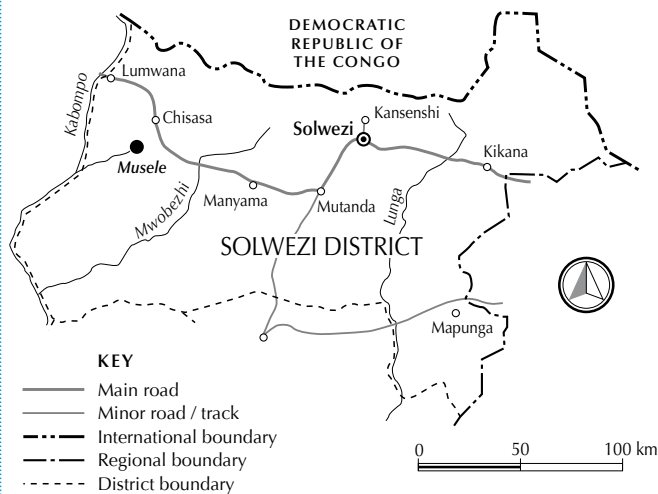 DEMOCRATIC
REPUBLIC OF
THE CONGO
Lumwana
Kabompo
Chisasa
Kansenshi
Solwezi
Kikana
Musele
Mwobezhi
Manyama
Mutanda
Lunga
SOLWEZI DISTRICT
Mapunga
KEY
Main road
Minor road / track
International boundary
Regional boundary
District boundary
0 50 100 km